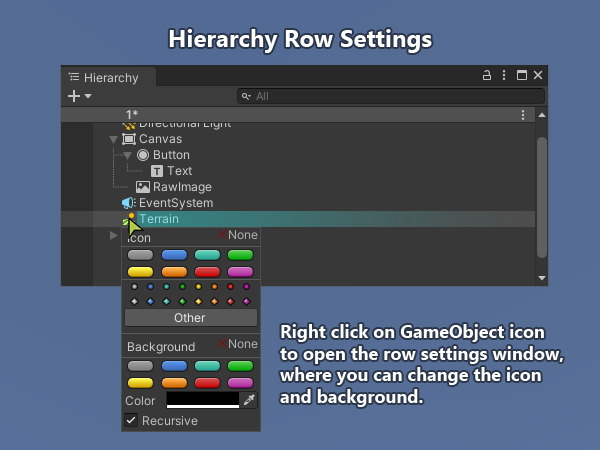 Hierarchy Row Settings
Hierarchy
All
1*
Directional Light
Canvas
Button
Text
RawImage
EventSystem
Terrain
Icon
None
Other
Background
None
Color
Recursive
Right click on GameObject icon
to open the row settings window,
where you can change the icon
and background.